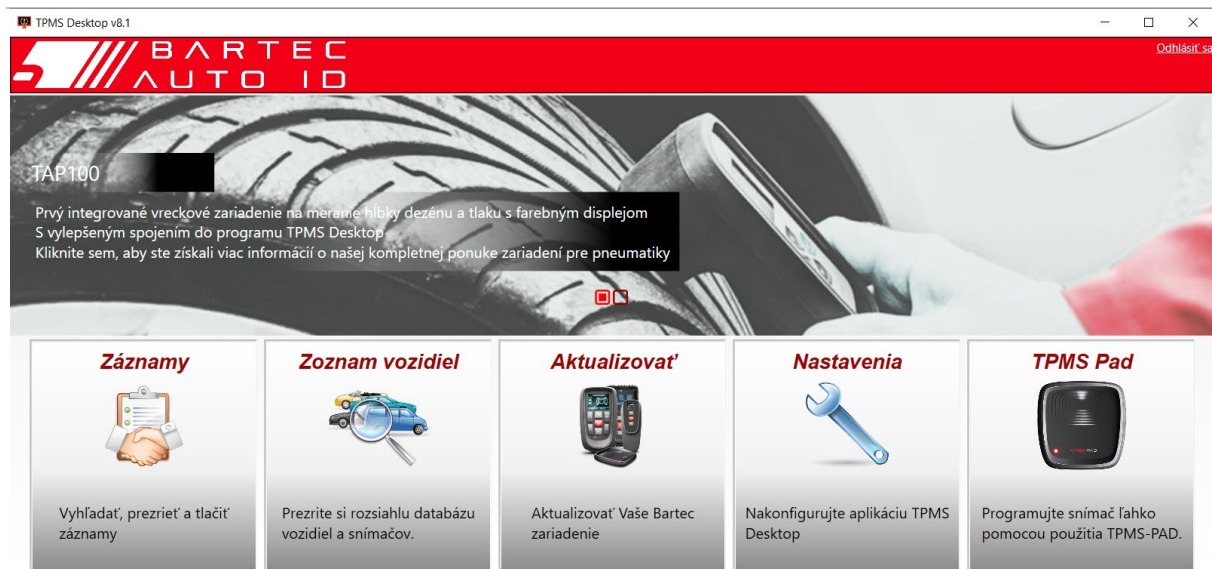 TPMS Desktop v8.1
BARTEC
AUTO ID
Odhlásiť sa
TAP100
Prvý integrované vreckové zariadenie na meranie hĺbky dezénu a tlaku s farebným displejom
S vylepšeným spojením do programu TPMS Desktop
Kliknite sem, aby ste získali viac informácií o našej kompletnej ponuke zariadení pre pneumatiky
Záznamy
Zoznam vozidiel
Aktualizovať
Nastavenia
TPMS Pad
Vyhľadať, prezrieť a tlačiť
záznamy
Prezrite si rozsiahlu databázu
vozidiel a snímačov.
Aktualizovať Vaše Bartec
zariadenie
Nakonfigurujte aplikáciu TPMS
Desktop
Programujte snímač ľahko
pomocou použitia TPMS-PAD.